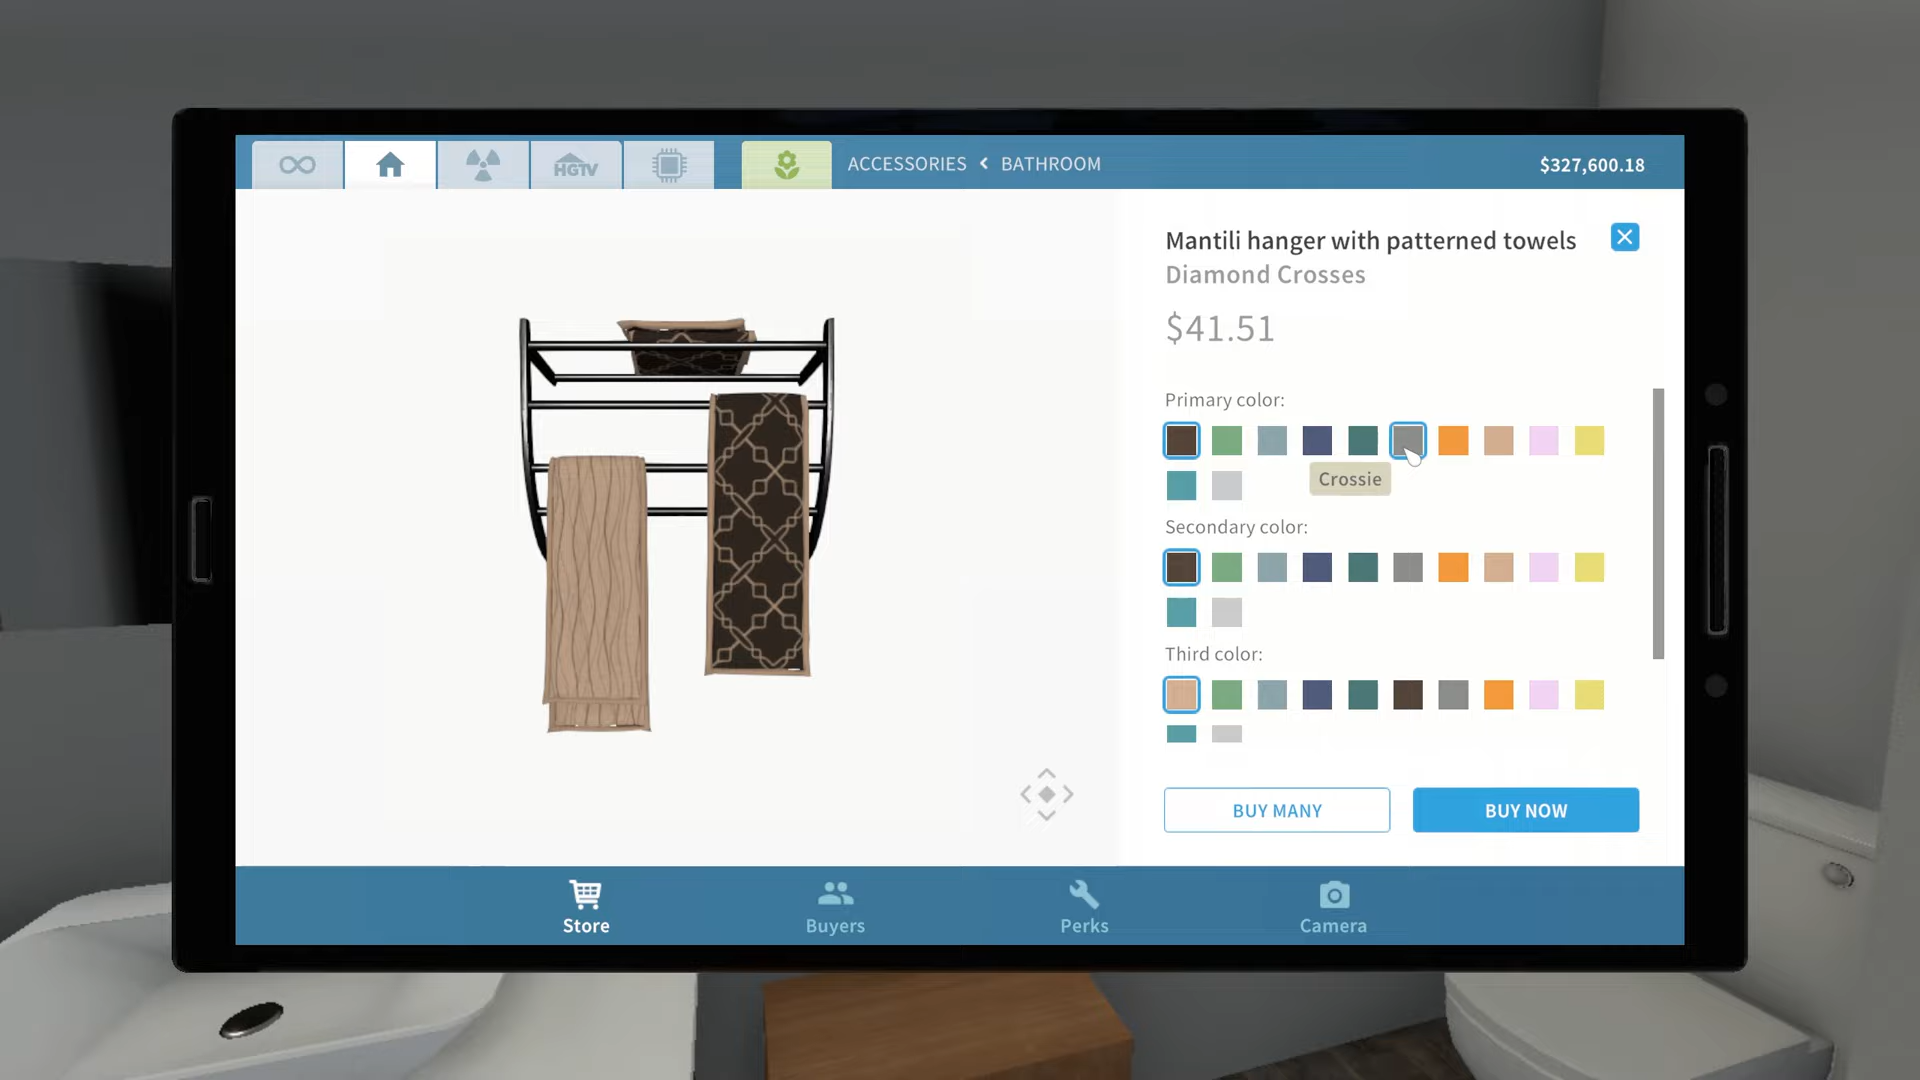 HGTV
ACCESSORIES < BATHROOM
$327,600.18
Mantili hanger with patterned towels
Diamond Crosses
$41.51
Primary color:
Crossie
Secondary color:
Third color:
BUY MANY
BUY NOW
Store
Buyers
Perks
Camera